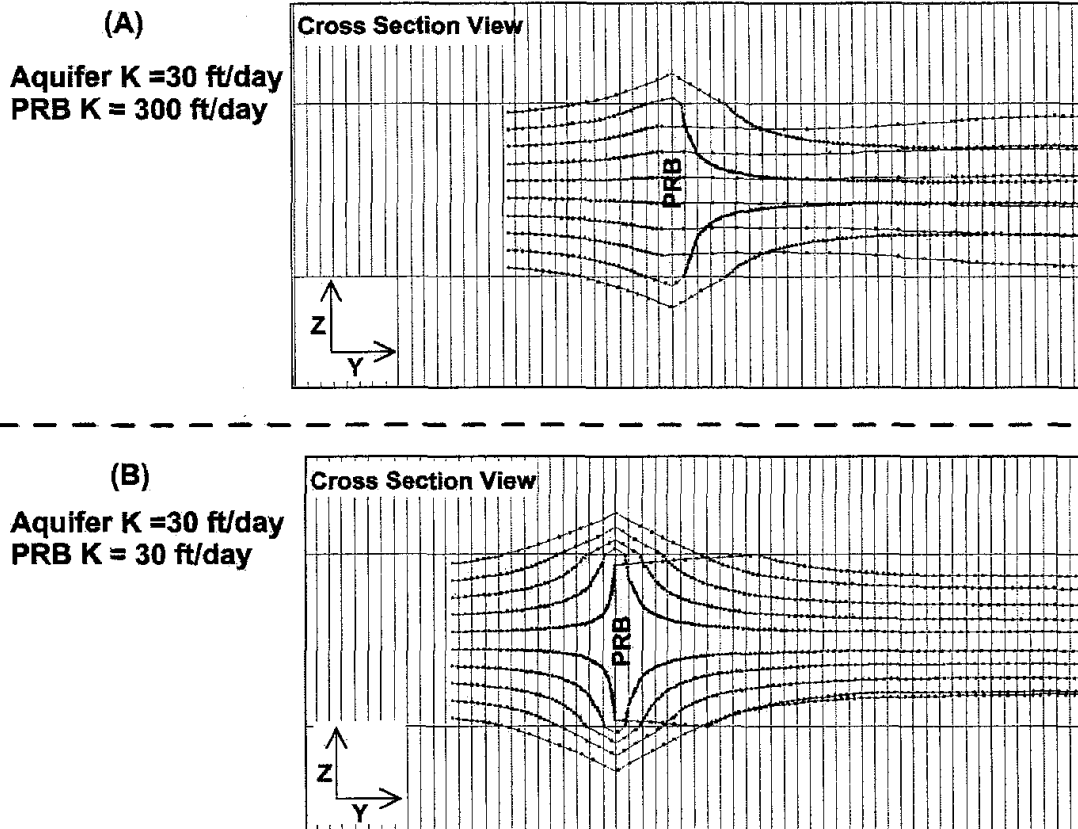 (A)
Aquifer K =30 ft/day
PRB K = 300 ft/day
Cross Section View
PRB
Z
Y
(B)
Aquifer K =30 ft/day
PRB K = 30 ft/day
Cross Section View
PRB
Z
Y